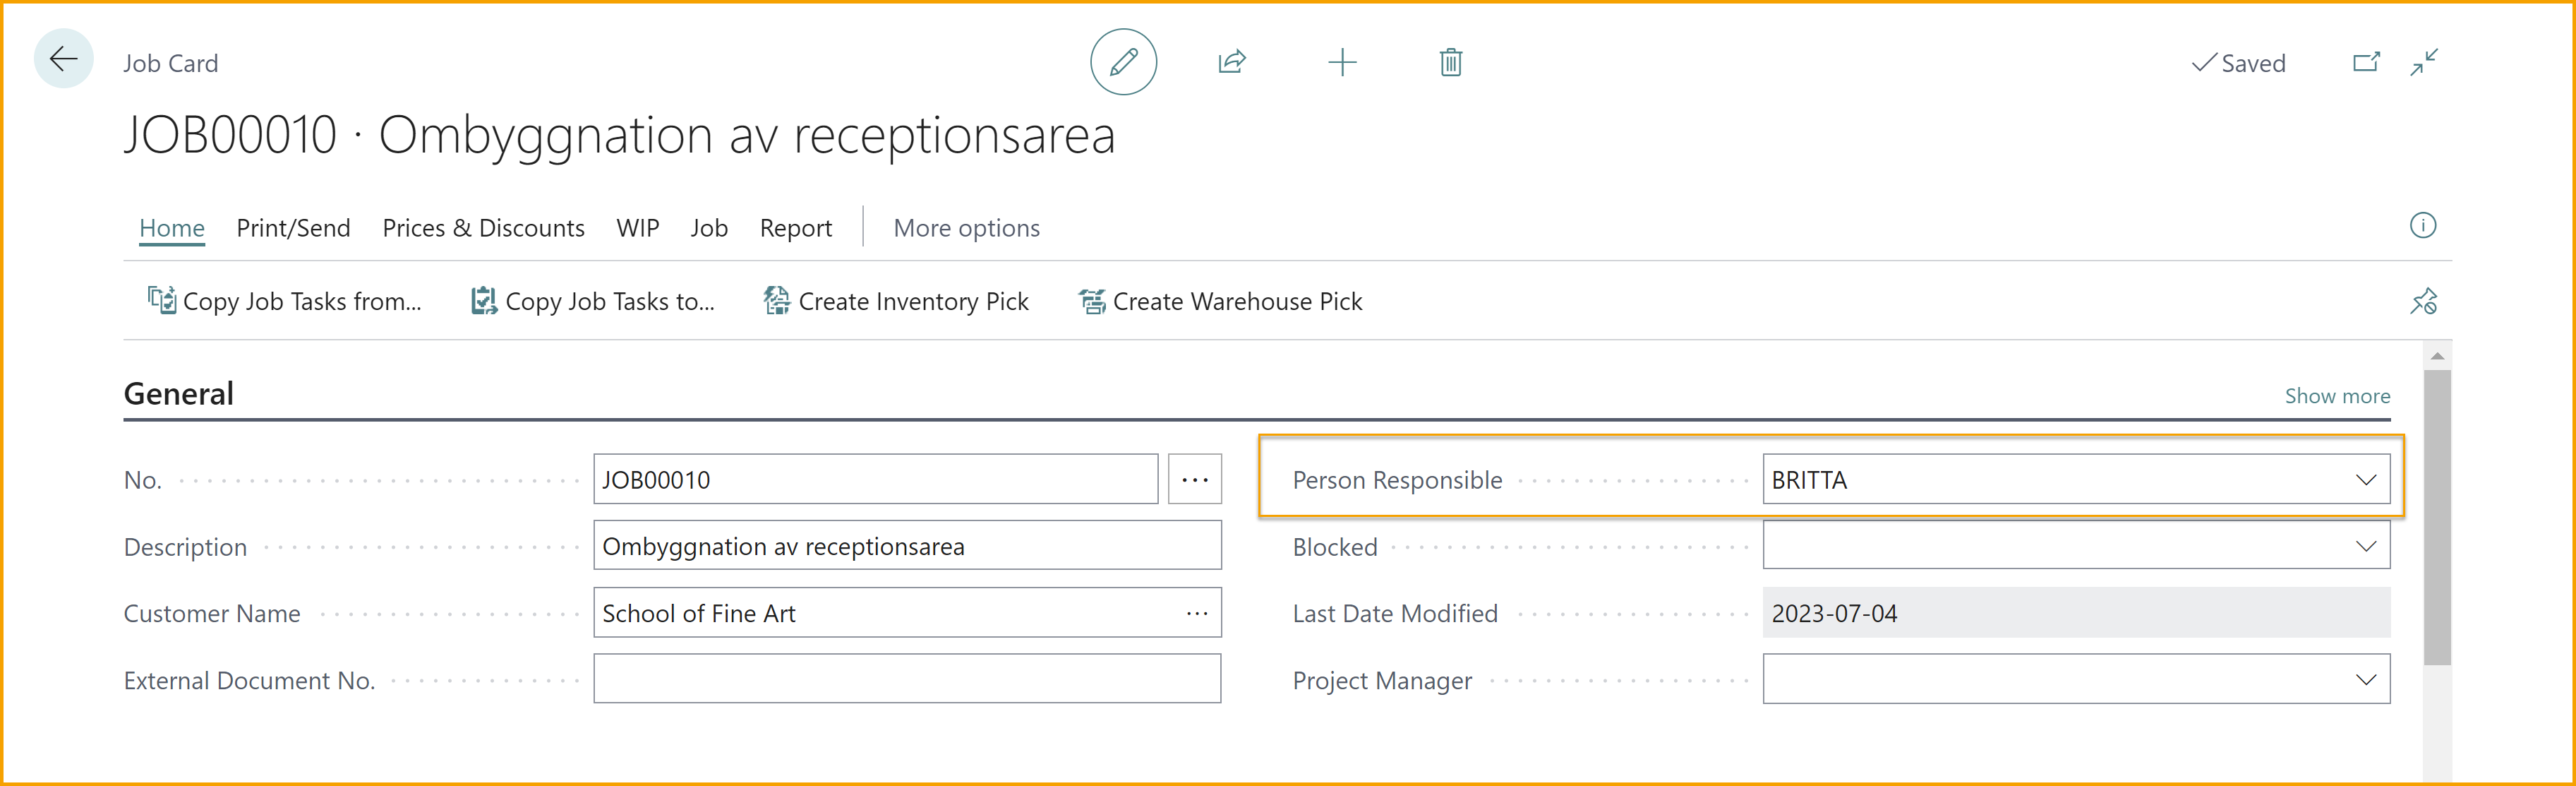 Job Card
Saved
JOB00010 · Ombyggnation av receptionsarea
Home Print/Send Prices & Discounts WIP Job Report More options
Copy Job Tasks from... Copy Job Tasks to... Create Inventory Pick Create Warehouse Pick
General Show more
No. JOB00010 ... Person Responsible BRITTA
Description Ombyggnation av receptionsarea Blocked
Customer Name School of Fine Art ... Last Date Modified 2023-07-04
External Document No. Project Manager